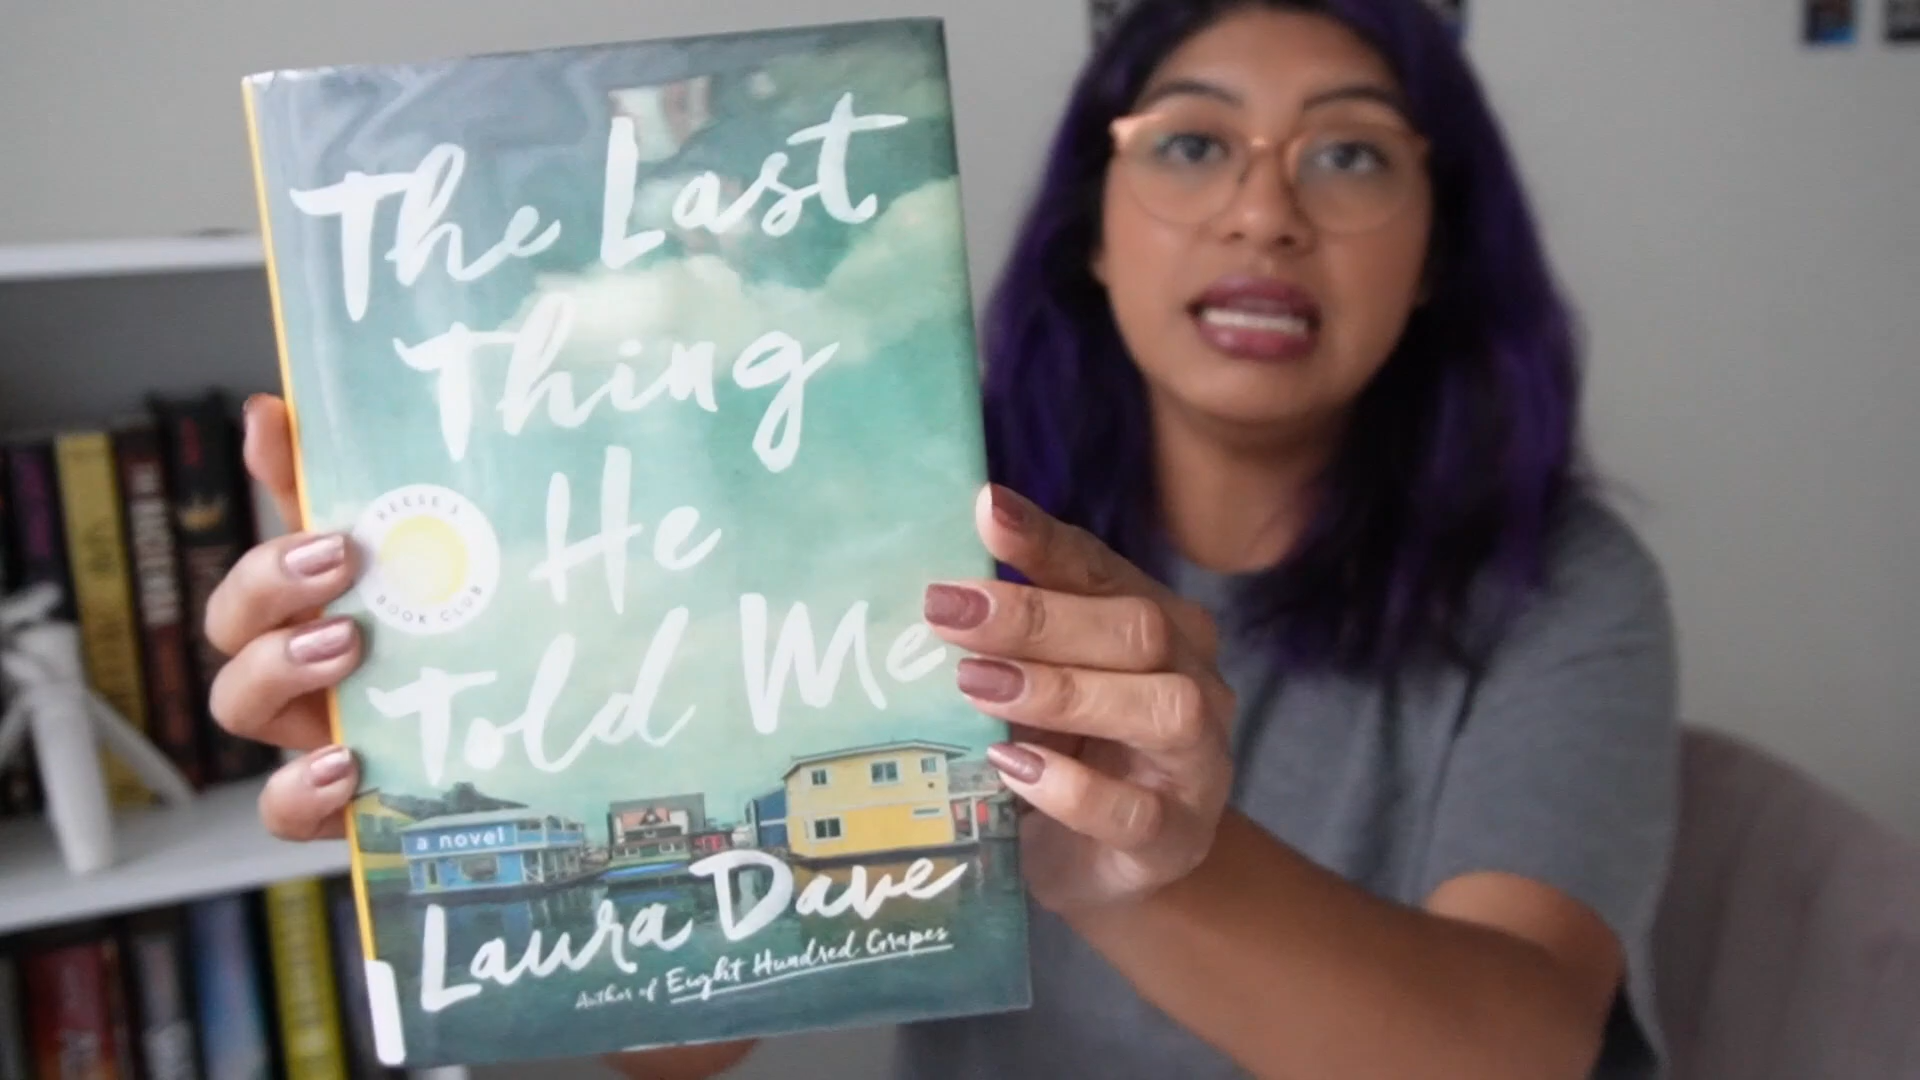 The Last
Thing
He
Told Me
REESE'S
BOOK CLUB
a novel
Laura Dave
Author of Eight Hundred Grapes